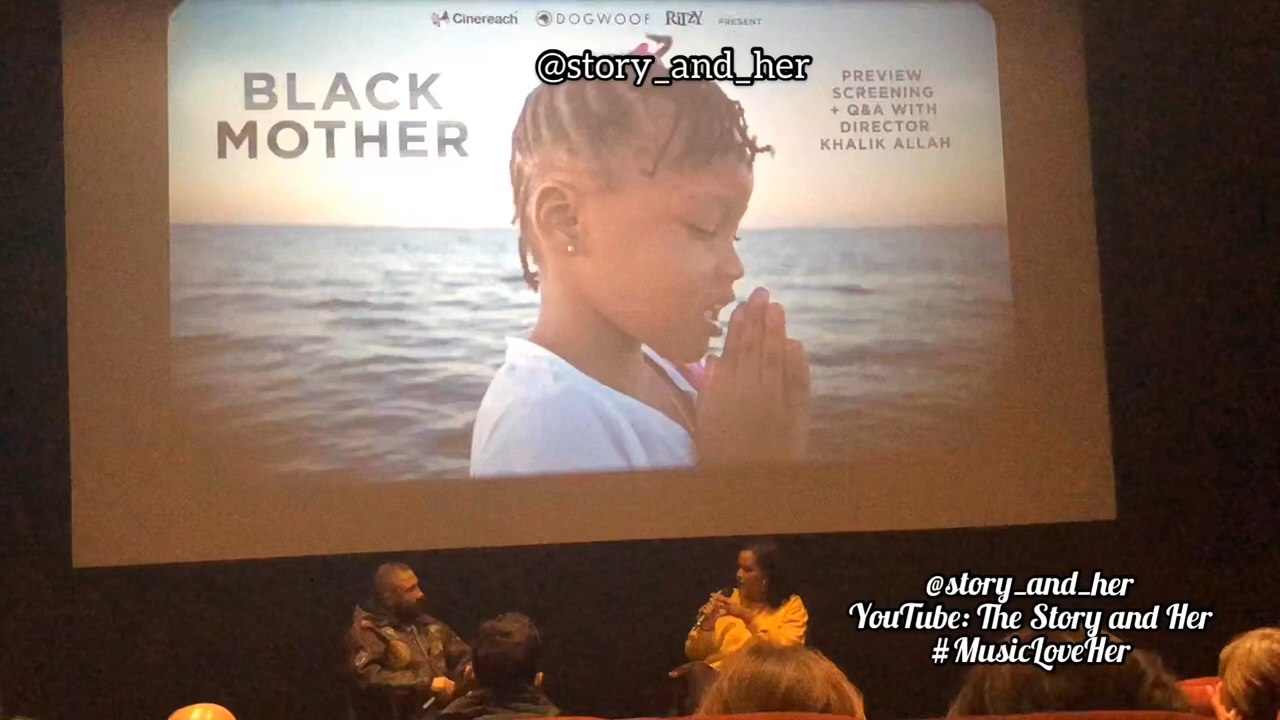 Cinereach DOGWOOF RiTZY PRESENT
@story_and_her
BLACK
MOTHER
PREVIEW
SCREENING
+ Q&A WITH
DIRECTOR
KHALIK ALLAH
@story_and_her
YouTube: The Story and Her
#MusicLoveHer